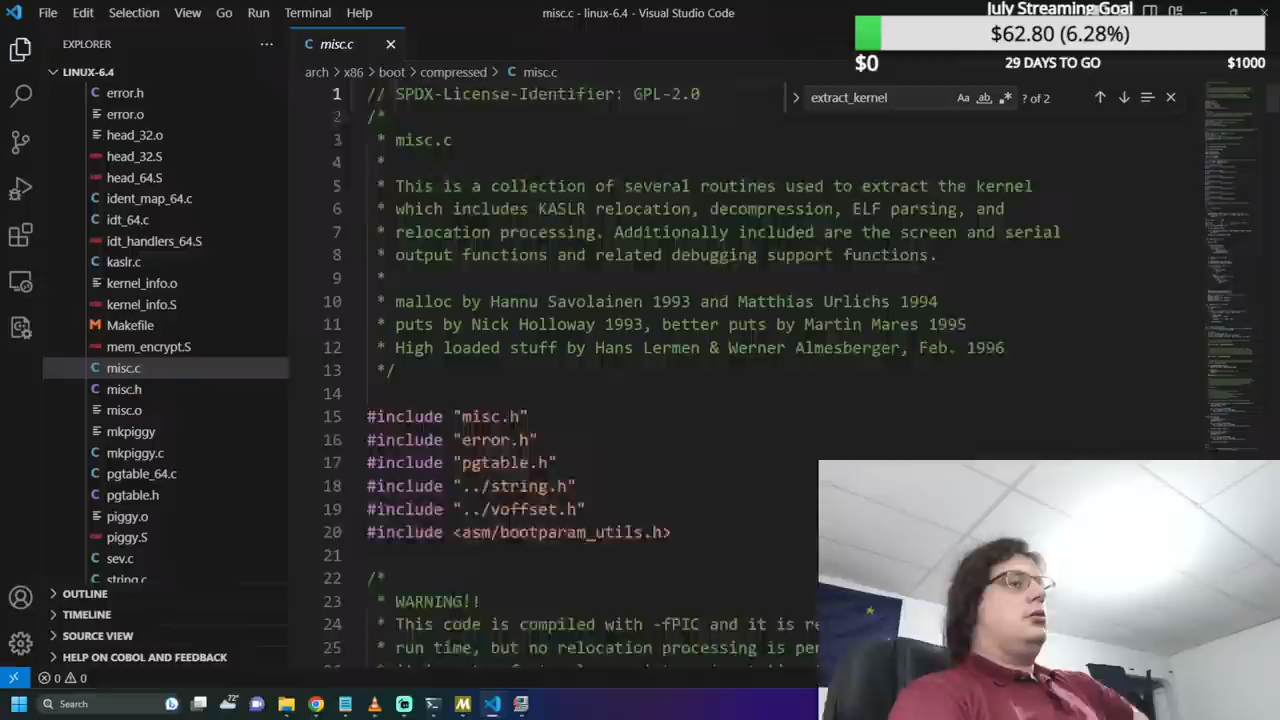 File Edit Selection View Go Run Terminal Help
misc.c - linux-6.4 - Visual Studio Code
July Streaming Goal
$62.80 (6.28%)
$0 29 DAYS TO GO $1000
EXPLORER
LINUX-6.4
error.h
error.o
head_32.o
head_32.S
head_64.S
ident_map_64.c
idt_64.c
idt_handlers_64.S
kaslr.c
kernel_info.o
kernel_info.S
Makefile
mem_encrypt.S
misc.c
misc.h
misc.o
mkpiggy
mkpiggy.c
pgtable_64.c
pgtable.h
piggy.o
piggy.S
sev.c
string.c
OUTLINE
TIMELINE
SOURCE VIEW
HELP ON COBOL AND FEEDBACK
misc.c
arch > x86 > boot > compressed > misc.c
extract_kernel Aa ab ? of 2
1 // SPDX-License-Identifier: GPL-2.0
2 /*
3 * misc.c
4 *
5 * This is a collection of several routines used to extract the kernel
6 * which includes KASLR relocation, decompression, ELF parsing, and
7 * relocation processing. Additionally included are the screen and serial
8 * output functions and related debugging support functions.
9 *
10 * malloc by Hannu Savolainen 1993 and Matthias Urlichs 1994
11 * puts by Nick Holloway 1993, better puts by Martin Mares 1995
12 * High loaded stuff by Hans Lermen & Werner Almesberger, Feb. 1996
13 */
14
15 #include "misc.h"
16 #include "error.h"
17 #include "pgtable.h"
18 #include "../string.h"
19 #include "../voffset.h"
20 #include <asm/bootparam_utils.h>
21
22 /*
23 * WARNING!!
24 * This code is compiled with -fPIC and it is re
25 * run time, but no relocation processing is per
0 0
Search
72°